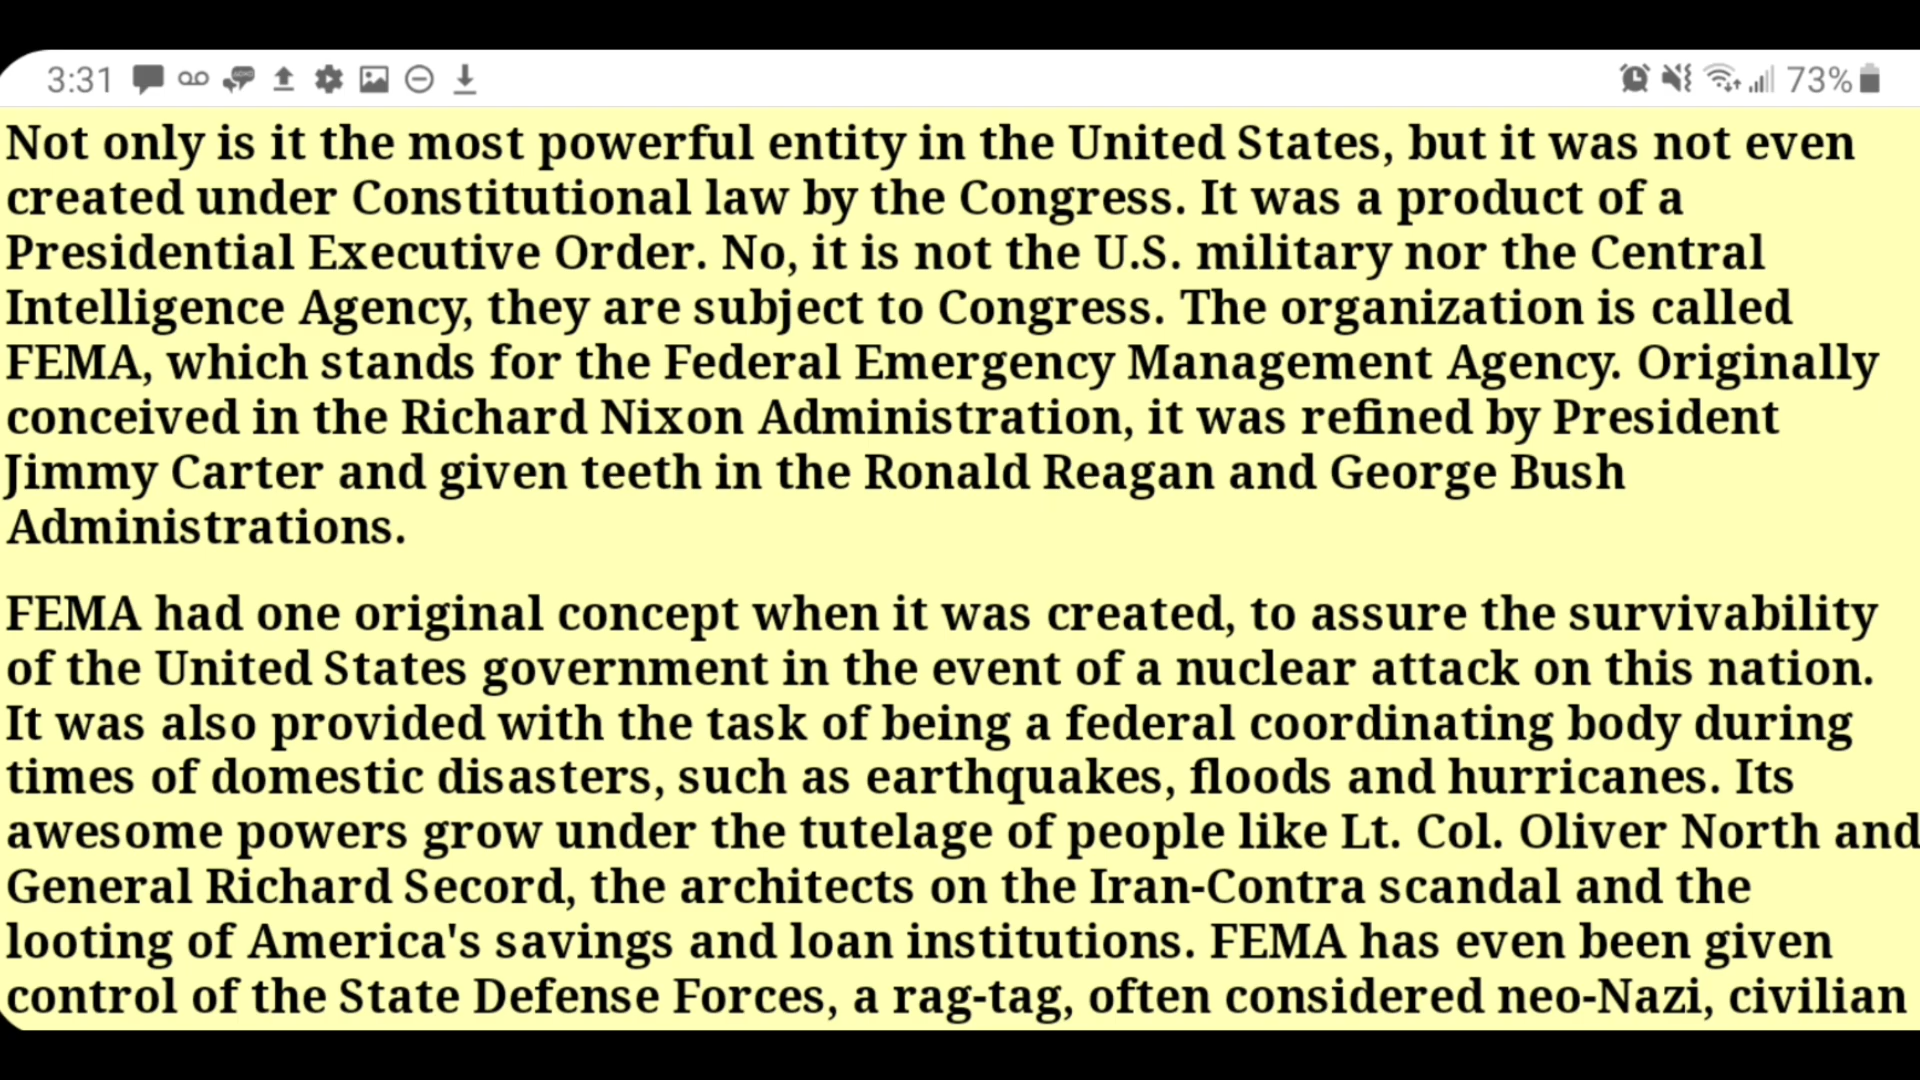 3:31
73%
Not only is it the most powerful entity in the United States, but it was not even
created under Constitutional law by the Congress. It was a product of a
Presidential Executive Order. No, it is not the U.S. military nor the Central
Intelligence Agency, they are subject to Congress. The organization is called
FEMA, which stands for the Federal Emergency Management Agency. Originally
conceived in the Richard Nixon Administration, it was refined by President
Jimmy Carter and given teeth in the Ronald Reagan and George Bush
Administrations.
FEMA had one original concept when it was created, to assure the survivability
of the United States government in the event of a nuclear attack on this nation.
It was also provided with the task of being a federal coordinating body during
times of domestic disasters, such as earthquakes, floods and hurricanes. Its
awesome powers grow under the tutelage of people like Lt. Col. Oliver North and
General Richard Secord, the architects on the Iran-Contra scandal and the
looting of America's savings and loan institutions. FEMA has even been given
control of the State Defense Forces, a rag-tag, often considered neo-Nazi, civilian